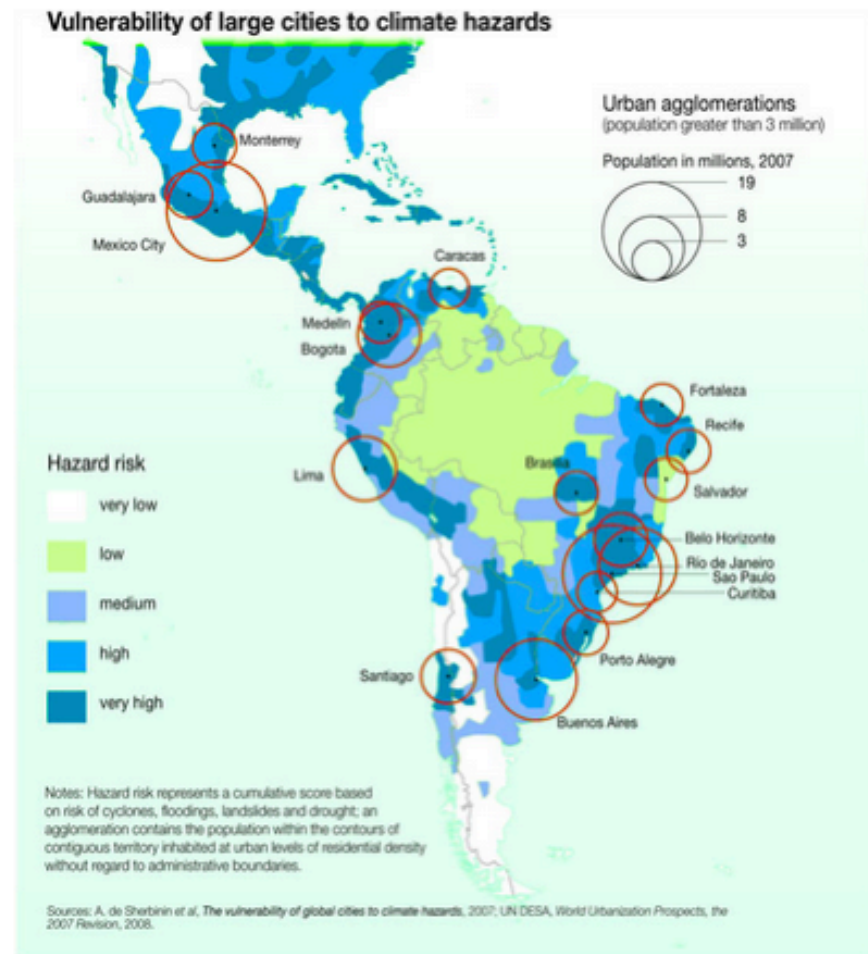 Vulnerability of large cities to climate hazards
Urban agglomerations
(population greater than 3 million)
Population in millions, 2007
19
8
3
Monterrey
Guadalajara
Mexico City
Caracas
Medelin
Bogota
Fortaleza
Recife
Brasilia
Lima
Salvador
Belo Horizonte
Río de Janeiro
Sao Paulo
Curitiba
Porto Alegre
Santiago
Buenos Aires
Hazard risk
very low
low
medium
high
very high
Notes: Hazard risk represents a cumulative score based
on risk of cyclones, floodings, landslides and drought; an
agglomeration contains the population within the contours of
contiguous territory inhabited at urban levels of residential density
without regard to administrative boundaries.
Sources: A. de Sherbinin et al, The vulnerability of global cities to climate hazards, 2007; UN DESA, World Urbanization Prospects, the
2007 Revision, 2008.